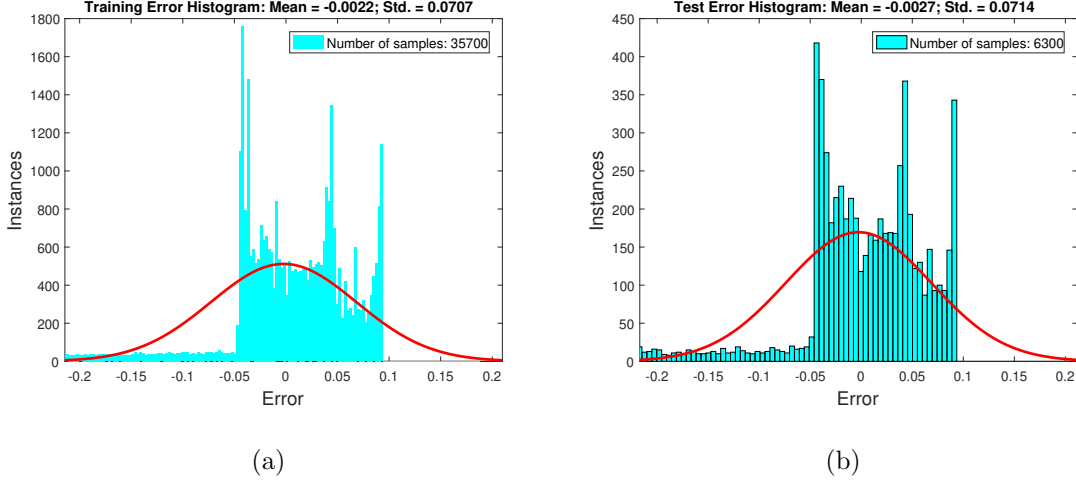 Training Error Histogram: Mean = -0.0022; Std. = 0.0707
1800
1600
1400
1200
1000
800
600
400
200
0
Instances
Number of samples: 35700
-0.2 -0.15 -0.1 -0.05 0 0.05 0.1 0.15 0.2
Error
(a)
Test Error Histogram: Mean = -0.0027; Std. = 0.0714
450
400
350
300
250
200
150
100
50
0
Instances
Number of samples: 6300
-0.2 -0.15 -0.1 -0.05 0 0.05 0.1 0.15 0.2
Error
(b)